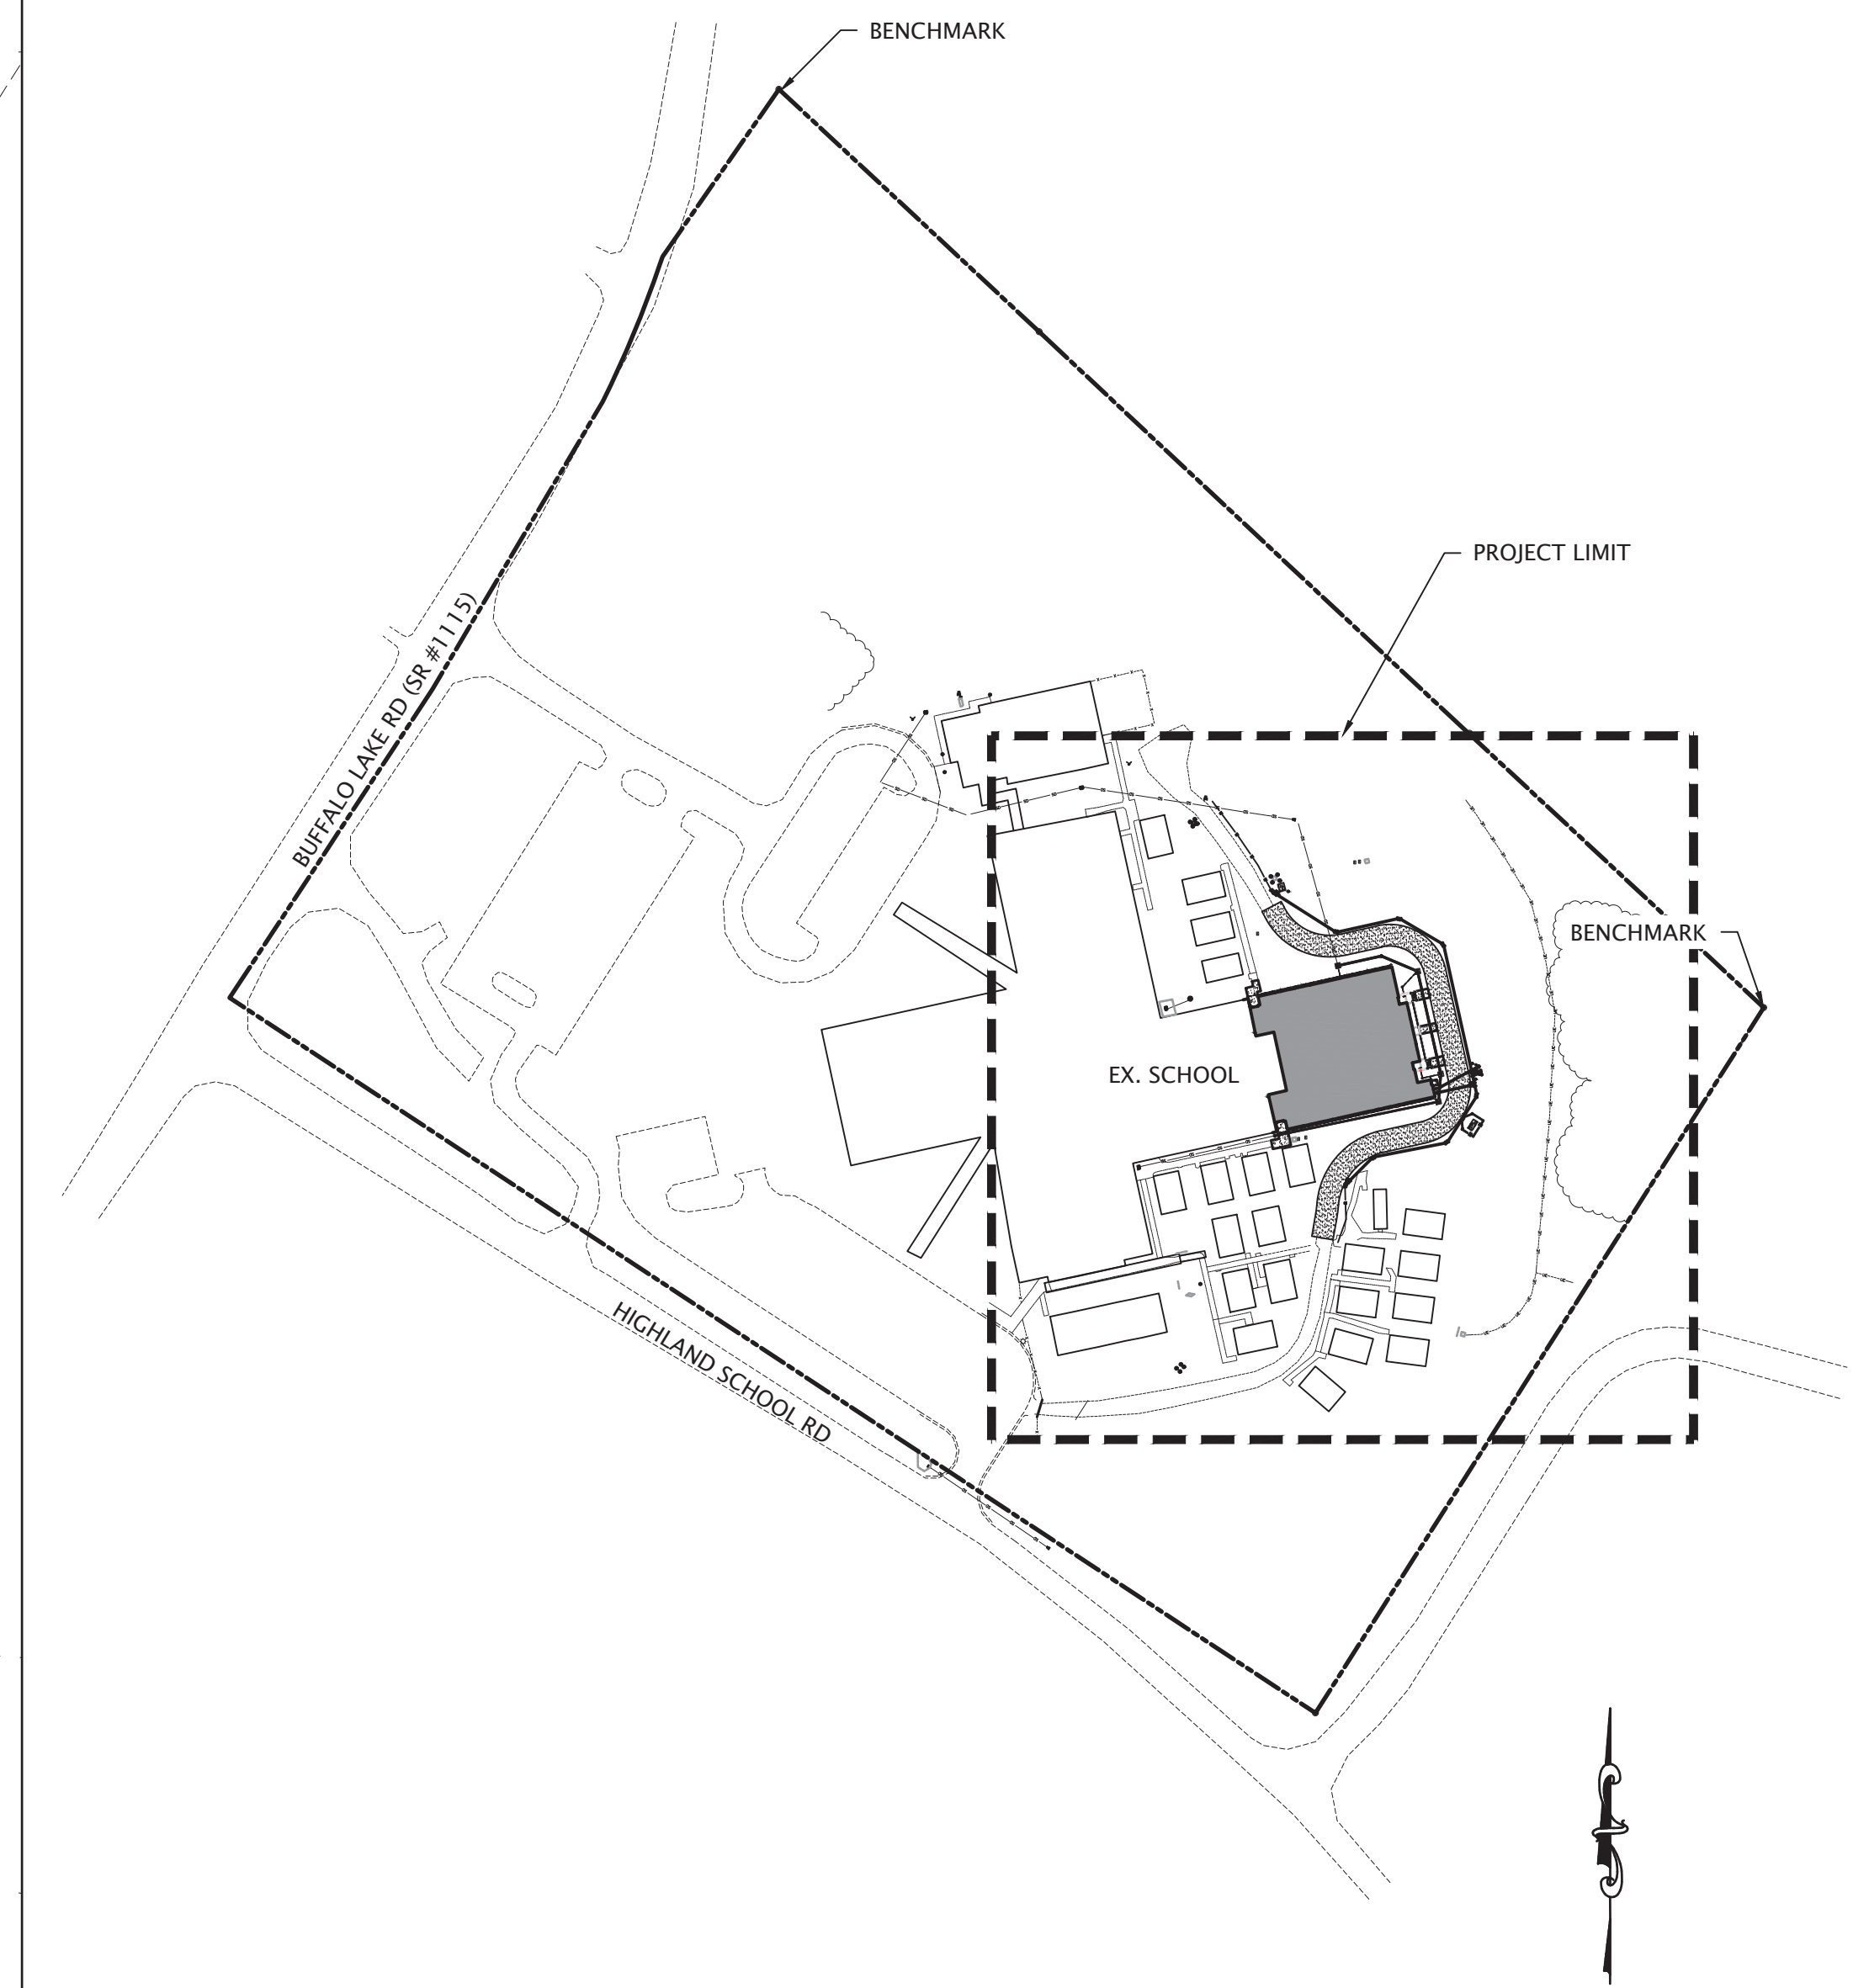 BENCHMARK
PROJECT LIMIT
BUFFALO LAKE RD (SR #1115)
BENCHMARK
EX. SCHOOL
HIGHLAND SCHOOL RD